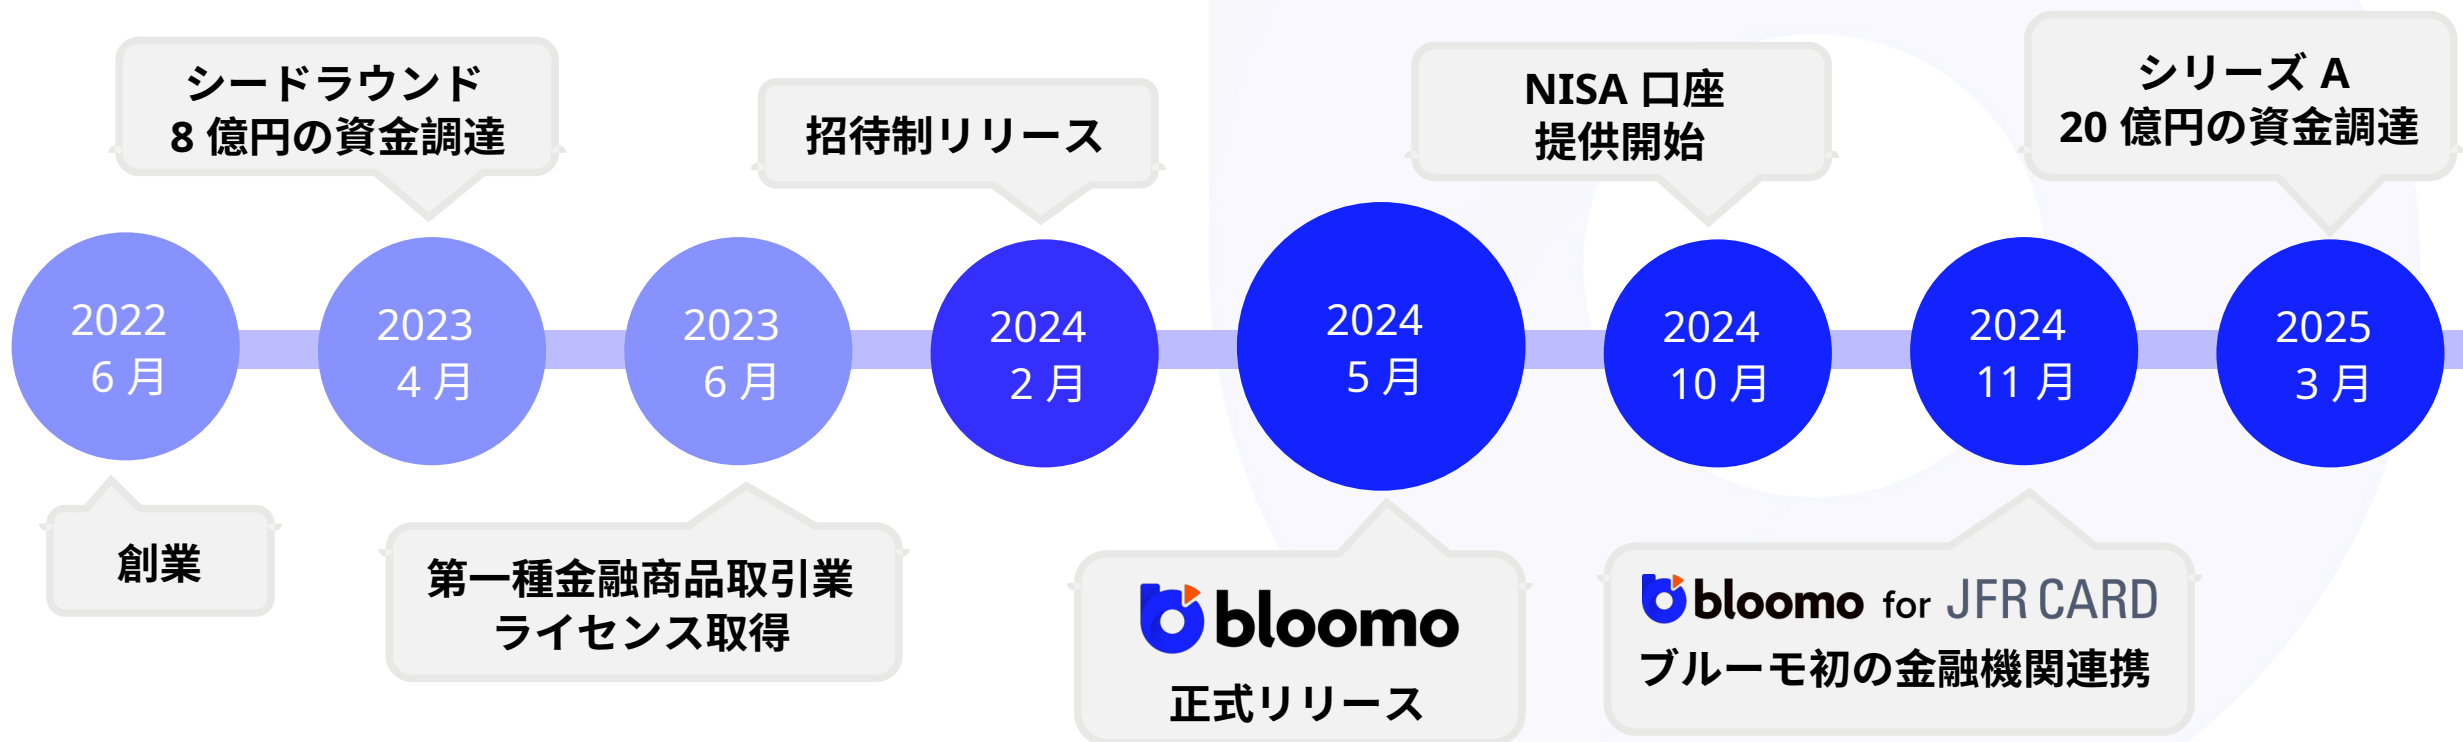 シードラウンド
8 億円の資金調達
招待制リリース
NISA 口座
提供開始
シリーズ A
20 億円の資金調達
2022
6 月
2023
4 月
2023
6 月
2024
2 月
2024
5 月
2024
10 月
2024
11 月
2025
3 月
創業
第一種金融商品取引業
ライセンス取得
bloomo
正式リリース
bloomo for JFR CARD
ブルーモ初の金融機関連携